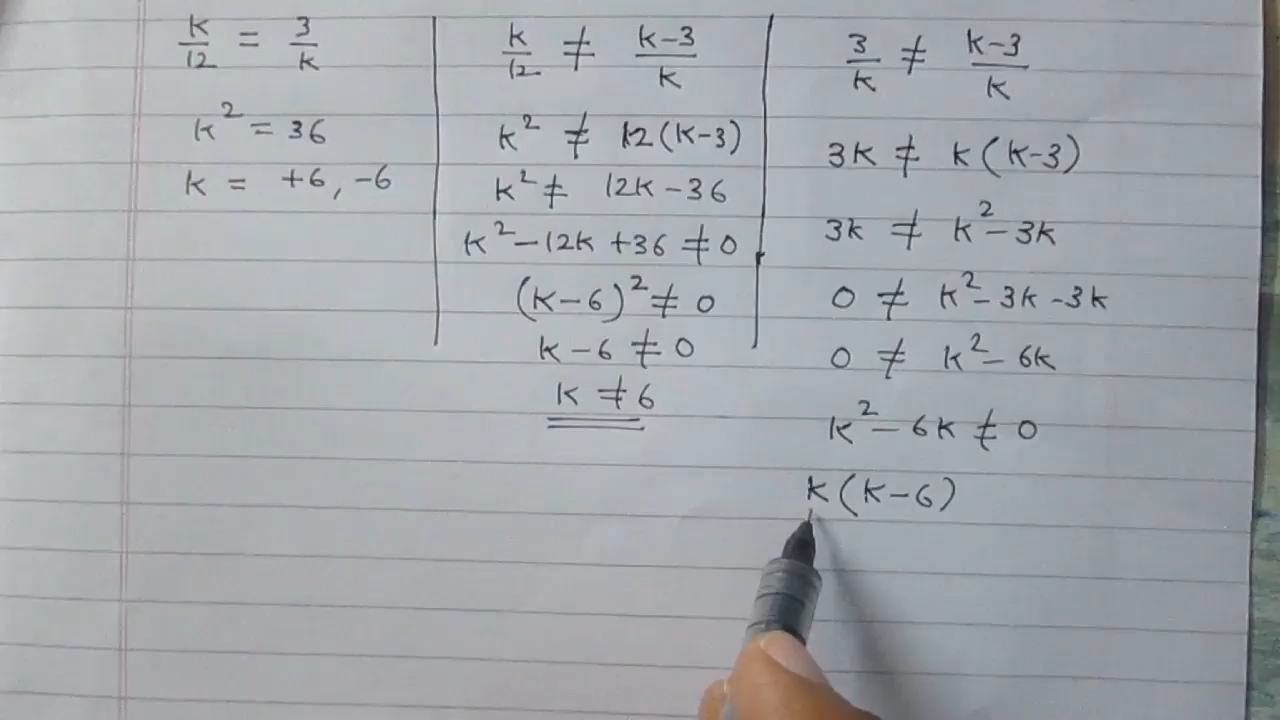 k/12 = 3/k
k² = 36
k = +6, -6
k/12 ≠ k-3/k
k² ≠ 12(k-3)
k² ≠ 12k - 36
k² - 12k + 36 ≠ 0
(k-6)² ≠ 0
k - 6 ≠ 0
k ≠ 6
3/k ≠ k-3/k
3k ≠ k(k-3)
3k ≠ k² - 3k
0 ≠ k² - 3k - 3k
0 ≠ k² - 6k
k² - 6k ≠ 0
k(k-6)